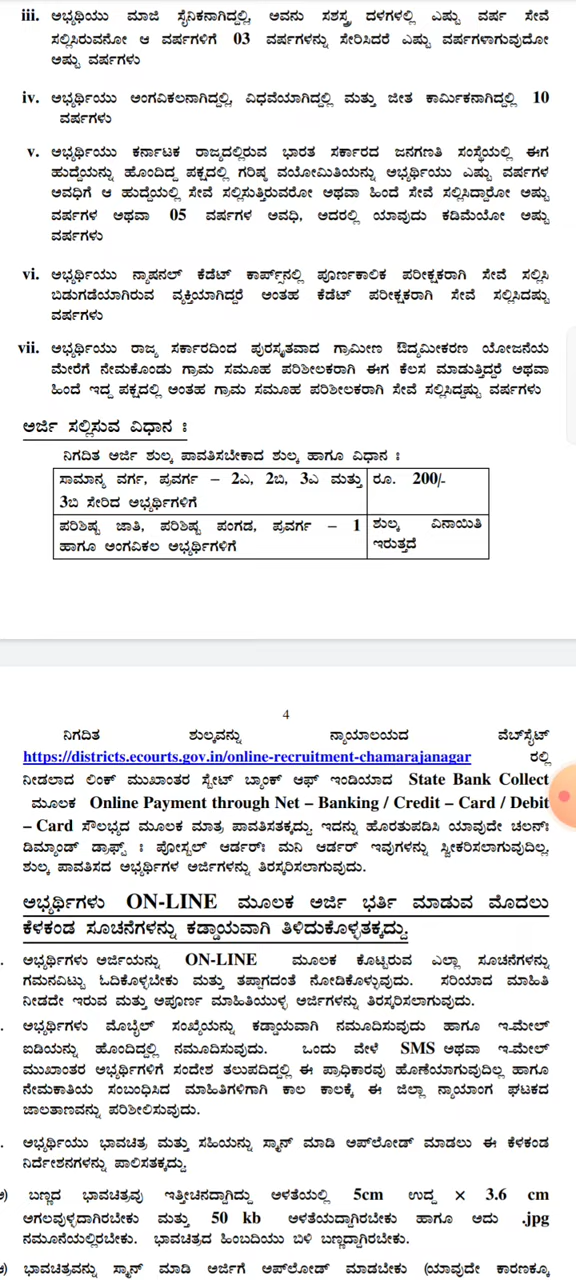 iii. ಅಭ್ಯರ್ಥಿಯು ಮಾಜಿ ಸೈನಿಕನಾಗಿದ್ದಲ್ಲಿ, ಅವನು ಸಶಸ್ತ್ರ ದಳಗಳಲ್ಲಿ ಎಷ್ಟು ವರ್ಷ ಸೇವೆ
ಸಲ್ಲಿಸಿರುವನೋ ಆ ವರ್ಷಗಳಿಗೆ 03 ವರ್ಷಗಳನ್ನು ಸೇರಿಸಿದರೆ ಎಷ್ಟು ವರ್ಷಗಳಾಗುವುದೋ
ಅಷ್ಟು ವರ್ಷಗಳು
iv. ಅಭ್ಯರ್ಥಿಯು ಅಂಗವಿಕಲನಾಗಿದ್ದಲ್ಲಿ, ವಿಧವೆಯಾಗಿದ್ದಲ್ಲಿ ಮತ್ತು ಜೀತ ಕಾರ್ಮಿಕನಾಗಿದ್ದಲ್ಲಿ 10
ವರ್ಷಗಳು
v. ಅಭ್ಯರ್ಥಿಯು ಕರ್ನಾಟಕ ರಾಜ್ಯದಲ್ಲಿರುವ ಭಾರತ ಸರ್ಕಾರದ ಜನಗಣತಿ ಸಂಸ್ಥೆಯಲ್ಲಿ ಈಗ
ಹುದ್ದೆಯನ್ನು ಹೊಂದಿದ್ದ ಪಕ್ಷದಲ್ಲಿ ಗರಿಷ್ಠ ವಯೋಮಿತಿಯನ್ನು ಅಭ್ಯರ್ಥಿಯು ಎಷ್ಟು ವರ್ಷಗಳ
ಅವಧಿಗೆ ಆ ಹುದ್ದೆಯಲ್ಲಿ ಸೇವೆ ಸಲ್ಲಿಸುತ್ತಿರುವರೋ ಅಥವಾ ಹಿಂದೆ ಸೇವೆ ಸಲ್ಲಿಸಿದ್ದಾರೋ ಅಷ್ಟು
ವರ್ಷಗಳ ಅಥವಾ 05 ವರ್ಷಗಳ ಅವಧಿ, ಅದರಲ್ಲಿ ಯಾವುದು ಕಡಿಮೆಯೋ ಅಷ್ಟು
ವರ್ಷಗಳು
vi. ಅಭ್ಯರ್ಥಿಯು ನ್ಯಾಷನಲ್ ಕೆಡೆಟ್ ಕಾರ್ಪ್ಸ್‌ನಲ್ಲಿ ಪೂರ್ಣಕಾಲಿಕ ಪರೀಕ್ಷಕರಾಗಿ ಸೇವೆ ಸಲ್ಲಿಸಿ
ಬಿಡುಗಡೆಯಾಗಿರುವ ವ್ಯಕ್ತಿಯಾಗಿದ್ದರೆ ಅಂತಹ ಕೆಡೆಟ್ ಪರೀಕ್ಷಕರಾಗಿ ಸೇವೆ ಸಲ್ಲಿಸಿದಷ್ಟು
ವರ್ಷಗಳು
vii. ಅಭ್ಯರ್ಥಿಯು ರಾಜ್ಯ ಸರ್ಕಾರದಿಂದ ಪುರಸ್ಕೃತವಾದ ಗ್ರಾಮೀಣ ಔದ್ಯಮೀಕರಣ ಯೋಜನೆಯ
ಮೇರೆಗೆ ನೇಮಕೊಂಡು ಗ್ರಾಮ ಸಮೂಹ ಪರಿಶೀಲಕರಾಗಿ ಈಗ ಕೆಲಸ ಮಾಡುತ್ತಿದ್ದರೆ ಅಥವಾ
ಹಿಂದೆ ಇದ್ದ ಪಕ್ಷದಲ್ಲಿ ಅಂತಹ ಗ್ರಾಮ ಸಮೂಹ ಪರಿಶೀಲಕರಾಗಿ ಸೇವೆ ಸಲ್ಲಿಸಿದ್ದಷ್ಟು ವರ್ಷಗಳು
ಅರ್ಜಿ ಸಲ್ಲಿಸುವ ವಿಧಾನ ಃ
ನಿಗದಿತ ಅರ್ಜಿ ಶುಲ್ಕ ಪಾವತಿಸಬೇಕಾದ ಶುಲ್ಕ ಹಾಗೂ ವಿಧಾನ ಃ
ಸಾಮಾನ್ಯ ವರ್ಗ, ಪ್ರವರ್ಗ – 2ಎ, 2ಬಿ, 3ಎ ಮತ್ತು ರೂ. 200/-
3ಬಿ ಸೇರಿದ ಅಭ್ಯರ್ಥಿಗಳಿಗೆ
ಪರಿಶಿಷ್ಟ ಜಾತಿ, ಪರಿಶಿಷ್ಟ ಪಂಗಡ, ಪ್ರವರ್ಗ – 1 ಶುಲ್ಕ ವಿನಾಯಿತಿ
ಹಾಗೂ ಅಂಗವಿಕಲ ಅಭ್ಯರ್ಥಿಗಳಿಗೆ ಇರುತ್ತದೆ
4
ನಿಗದಿತ ಶುಲ್ಕವನ್ನು ನ್ಯಾಯಾಲಯದ ವೆಬ್‌ಸೈಟ್
https://districts.ecourts.gov.in/online-recruitment-chamarajanagar ರಲ್ಲಿ
ನೀಡಲಾದ ಲಿಂಕ್ ಮುಖಾಂತರ ಸ್ಟೇಟ್ ಬ್ಯಾಂಕ್ ಆಫ್ ಇಂಡಿಯಾದ State Bank Collect
ಮೂಲಕ Online Payment through Net – Banking / Credit – Card / Debit
– Card ಸೌಲಭ್ಯದ ಮೂಲಕ ಮಾತ್ರ ಪಾವತಿಸತಕ್ಕದ್ದು. ಇದನ್ನು ಹೊರತುಪಡಿಸಿ ಯಾವುದೇ ಚಲನ್ಃ
ಡಿಮ್ಯಾಂಡ್ ಡ್ರಾಫ್ಟ್ ಃ ಪೋಸ್ಟಲ್ ಆರ್ಡರ್ಃ ಮನಿ ಆರ್ಡರ್ ಇವುಗಳನ್ನು ಸ್ವೀಕರಿಸಲಾಗುವುದಿಲ್ಲ.
ಶುಲ್ಕ ಪಾವತಿಸದ ಅಭ್ಯರ್ಥಿಗಳ ಅರ್ಜಿಗಳನ್ನು ತಿರಸ್ಕರಿಸಲಾಗುವುದು.
ಅಭ್ಯರ್ಥಿಗಳು ON-LINE ಮೂಲಕ ಅರ್ಜಿ ಭರ್ತಿ ಮಾಡುವ ಮೊದಲು
ಕೆಳಕಂಡ ಸೂಚನೆಗಳನ್ನು ಕಡ್ಡಾಯವಾಗಿ ತಿಳಿದುಕೊಳ್ಳತಕ್ಕದ್ದು.
. ಅಭ್ಯರ್ಥಿಗಳು ಅರ್ಜಿಯನ್ನು ON-LINE ಮೂಲಕ ಕೊಟ್ಟಿರುವ ಎಲ್ಲಾ ಸೂಚನೆಗಳನ್ನು
ಗಮನವಿಟ್ಟು ಓದಿಕೊಳ್ಳಬೇಕು ಮತ್ತು ತಪ್ಪಾಗದಂತೆ ನೋಡಿಕೊಳ್ಳುವುದು. ಸರಿಯಾದ ಮಾಹಿತಿ
ನೀಡದೇ ಇರುವ ಮತ್ತು ಅಪೂರ್ಣ ಮಾಹಿತಿಯುಳ್ಳ ಅರ್ಜಿಗಳನ್ನು ತಿರಸ್ಕರಿಸಲಾಗುವುದು.
. ಅಭ್ಯರ್ಥಿಗಳು ಮೊಬೈಲ್ ಸಂಖ್ಯೆಯನ್ನು ಕಡ್ಡಾಯವಾಗಿ ನಮೂದಿಸುವುದು ಹಾಗೂ ಇ-ಮೇಲ್
ಐಡಿಯನ್ನು ಹೊಂದಿದ್ದಲ್ಲಿ ನಮೂದಿಸುವುದು. ಒಂದು ವೇಳೆ SMS ಅಥವಾ ಇ-ಮೇಲ್
ಮುಖಾಂತರ ಅಭ್ಯರ್ಥಿಗಳಿಗೆ ಸಂದೇಶ ತಲುಪದಿದ್ದಲ್ಲಿ ಈ ಪ್ರಾಧಿಕಾರವು ಹೊಣೆಯಾಗುವುದಿಲ್ಲ ಹಾಗೂ
ನೇಮಕಾತಿಯ ಸಂಬಂಧಿಸಿದ ಮಾಹಿತಿಗಳಿಗಾಗಿ ಕಾಲ ಕಾಲಕ್ಕೆ ಈ ಜಿಲ್ಲಾ ನ್ಯಾಯಾಂಗ ಘಟಕದ
ಜಾಲತಾಣವನ್ನು ಪರಿಶೀಲಿಸುವುದು.
. ಅಭ್ಯರ್ಥಿಯು ಭಾವಚಿತ್ರ ಮತ್ತು ಸಹಿಯನ್ನು ಸ್ಕ್ಯಾನ್ ಮಾಡಿ ಅಪ್‌ಲೋಡ್ ಮಾಡಲು ಈ ಕೆಳಕಂಡ
ನಿರ್ದೇಶನಗಳನ್ನು ಪಾಲಿಸತಕ್ಕದ್ದು.
) ಬಣ್ಣದ ಭಾವಚಿತ್ರವು ಇತ್ತೀಚಿನದ್ದಾಗಿದ್ದು ಅಳತೆಯಲ್ಲಿ 5cm ಉದ್ದ × 3.6 cm
ಅಗಲವುಳ್ಳದಾಗಿರಬೇಕು ಮತ್ತು 50 kb ಅಳತೆಯದ್ದಾಗಿರಬೇಕು ಹಾಗೂ ಅದು .jpg
ನಮೂನೆಯಲ್ಲಿರಬೇಕು. ಭಾವಚಿತ್ರದ ಹಿಂಬದಿಯು ಬಿಳಿ ಬಣ್ಣದ್ದಾಗಿರಬೇಕು.
) ಭಾವಚಿತ್ರವನ್ನು ಸ್ಕ್ಯಾನ್ ಮಾಡಿ ಅರ್ಜಿಗೆ ಅಪ್‌ಲೋಡ್ ಮಾಡಬೇಕು (ಯಾವುದೇ ಕಾರಣಕ್ಕೂ